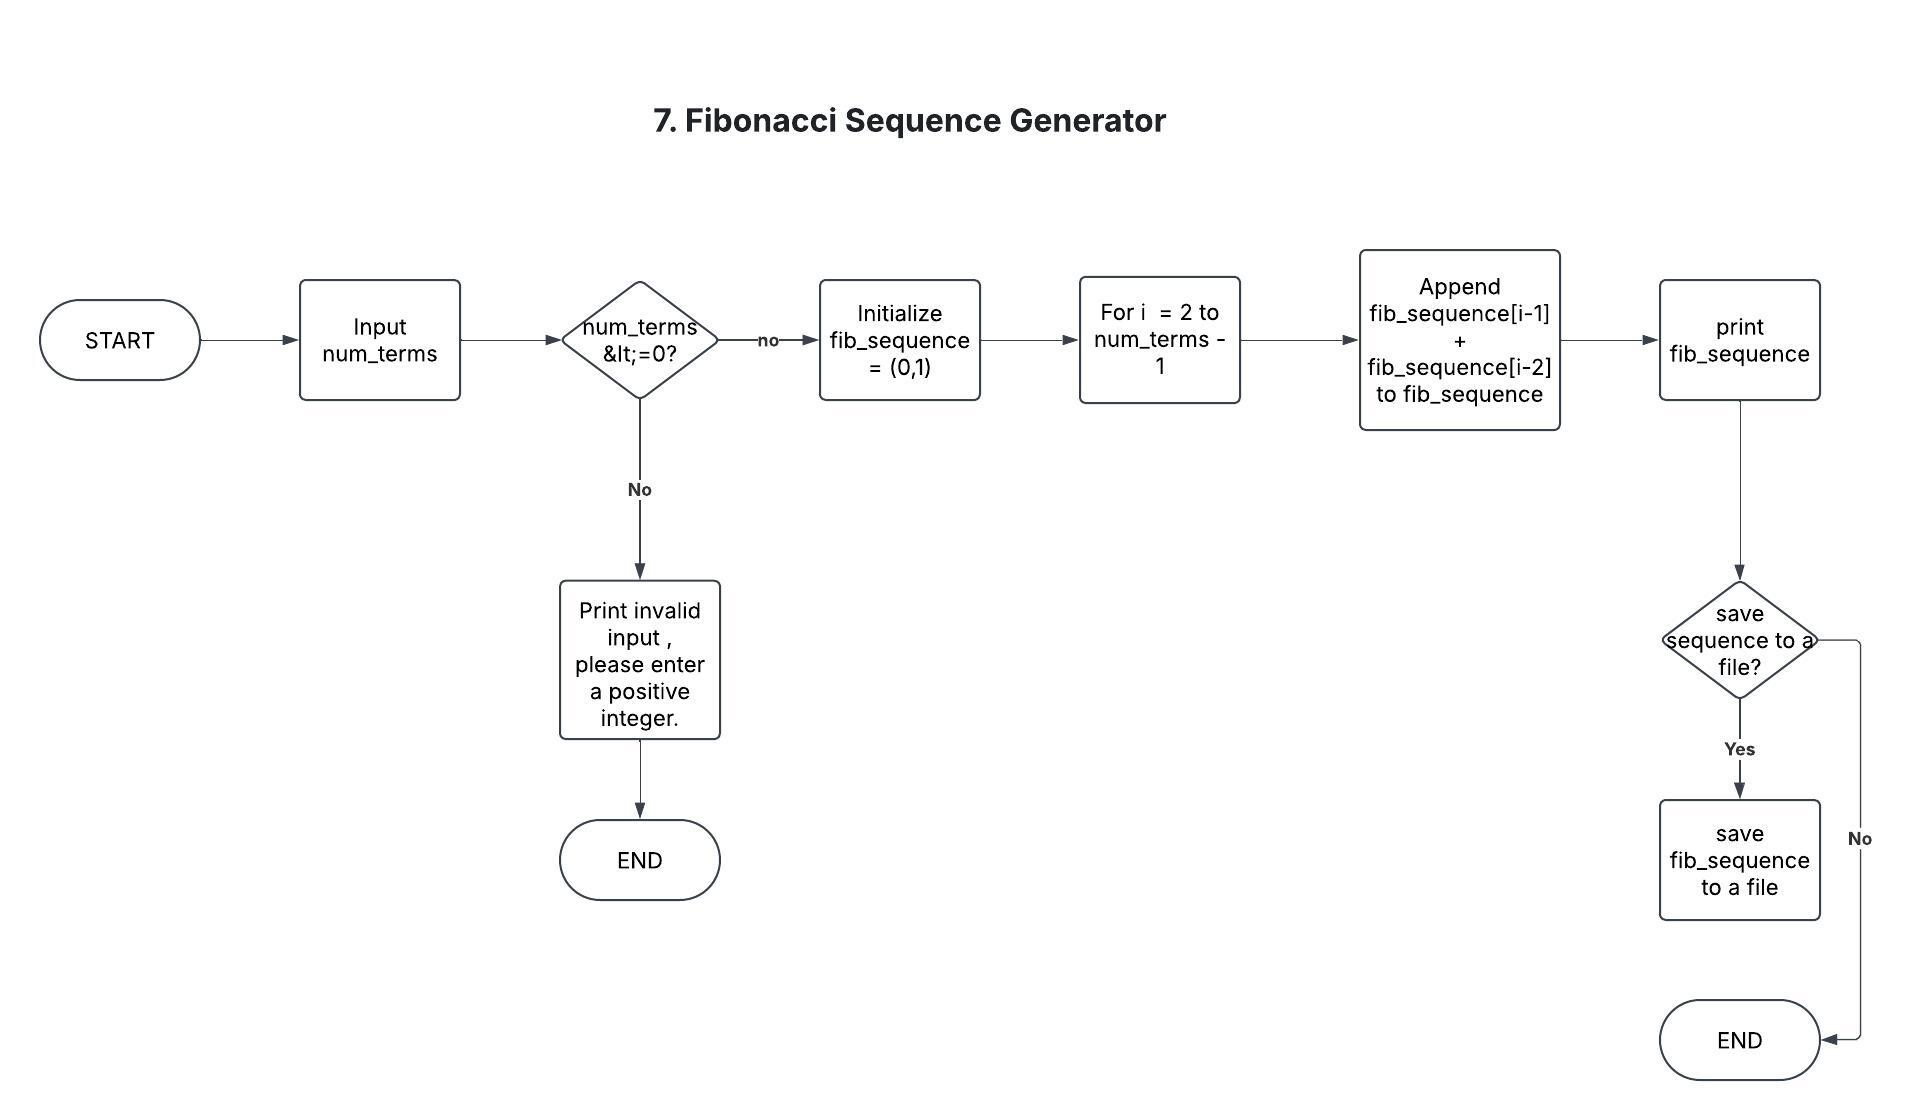 7. Fibonacci Sequence Generator
START
Input
num_terms
num_terms
&lt;=0?
no
Initialize
fib_sequence
= (0,1)
For i  = 2 to
num_terms -
1
Append
fib_sequence[i-1]
+
fib_sequence[i-2]
to fib_sequence
print
fib_sequence
No
Print invalid
input ,
please enter
a positive
integer.
END
save
sequence to a
file?
Yes
No
save
fib_sequence
to a file
END